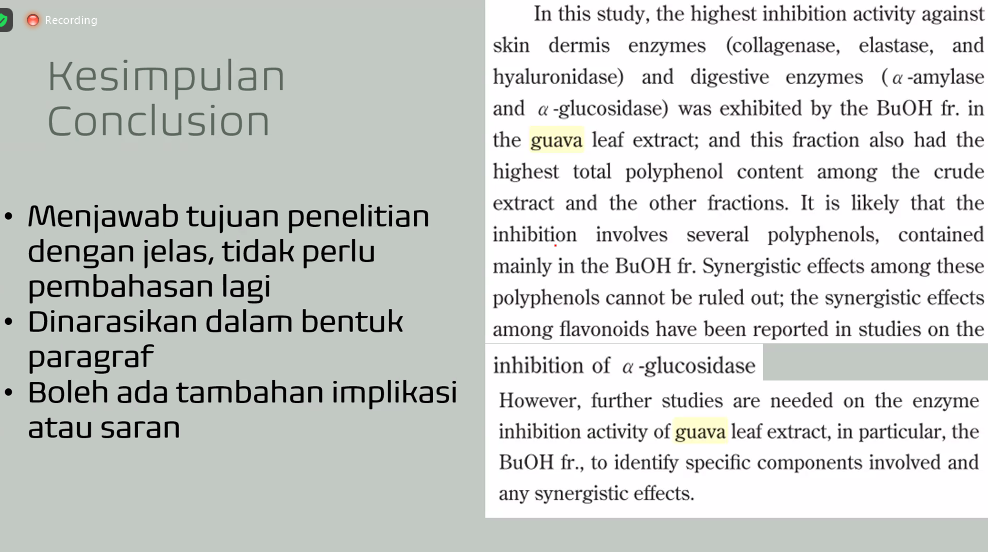 Recording
Kesimpulan
Conclusion
• Menjawab tujuan penelitian
dengan jelas, tidak perlu
pembahasan lagi
• Dinarasikan dalam bentuk
paragraf
• Boleh ada tambahan implikasi
atau saran
In this study, the highest inhibition activity against
skin dermis enzymes (collagenase, elastase, and
hyaluronidase) and digestive enzymes (α-amylase
and α-glucosidase) was exhibited by the BuOH fr. in
the guava leaf extract; and this fraction also had the
highest total polyphenol content among the crude
extract and the other fractions. It is likely that the
inhibition involves several polyphenols, contained
mainly in the BuOH fr. Synergistic effects among these
polyphenols cannot be ruled out; the synergistic effects
among flavonoids have been reported in studies on the
inhibition of α-glucosidase
However, further studies are needed on the enzyme
inhibition activity of guava leaf extract, in particular, the
BuOH fr., to identify specific components involved and
any synergistic effects.